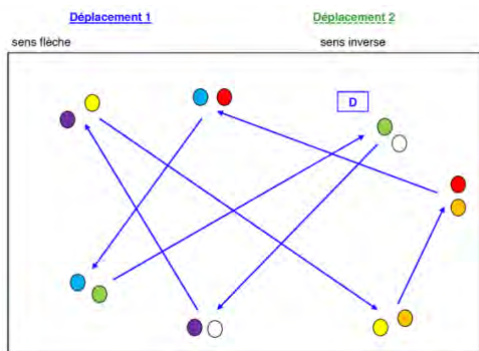 Déplacement 1 Déplacement 2
sens flèche sens inverse
D